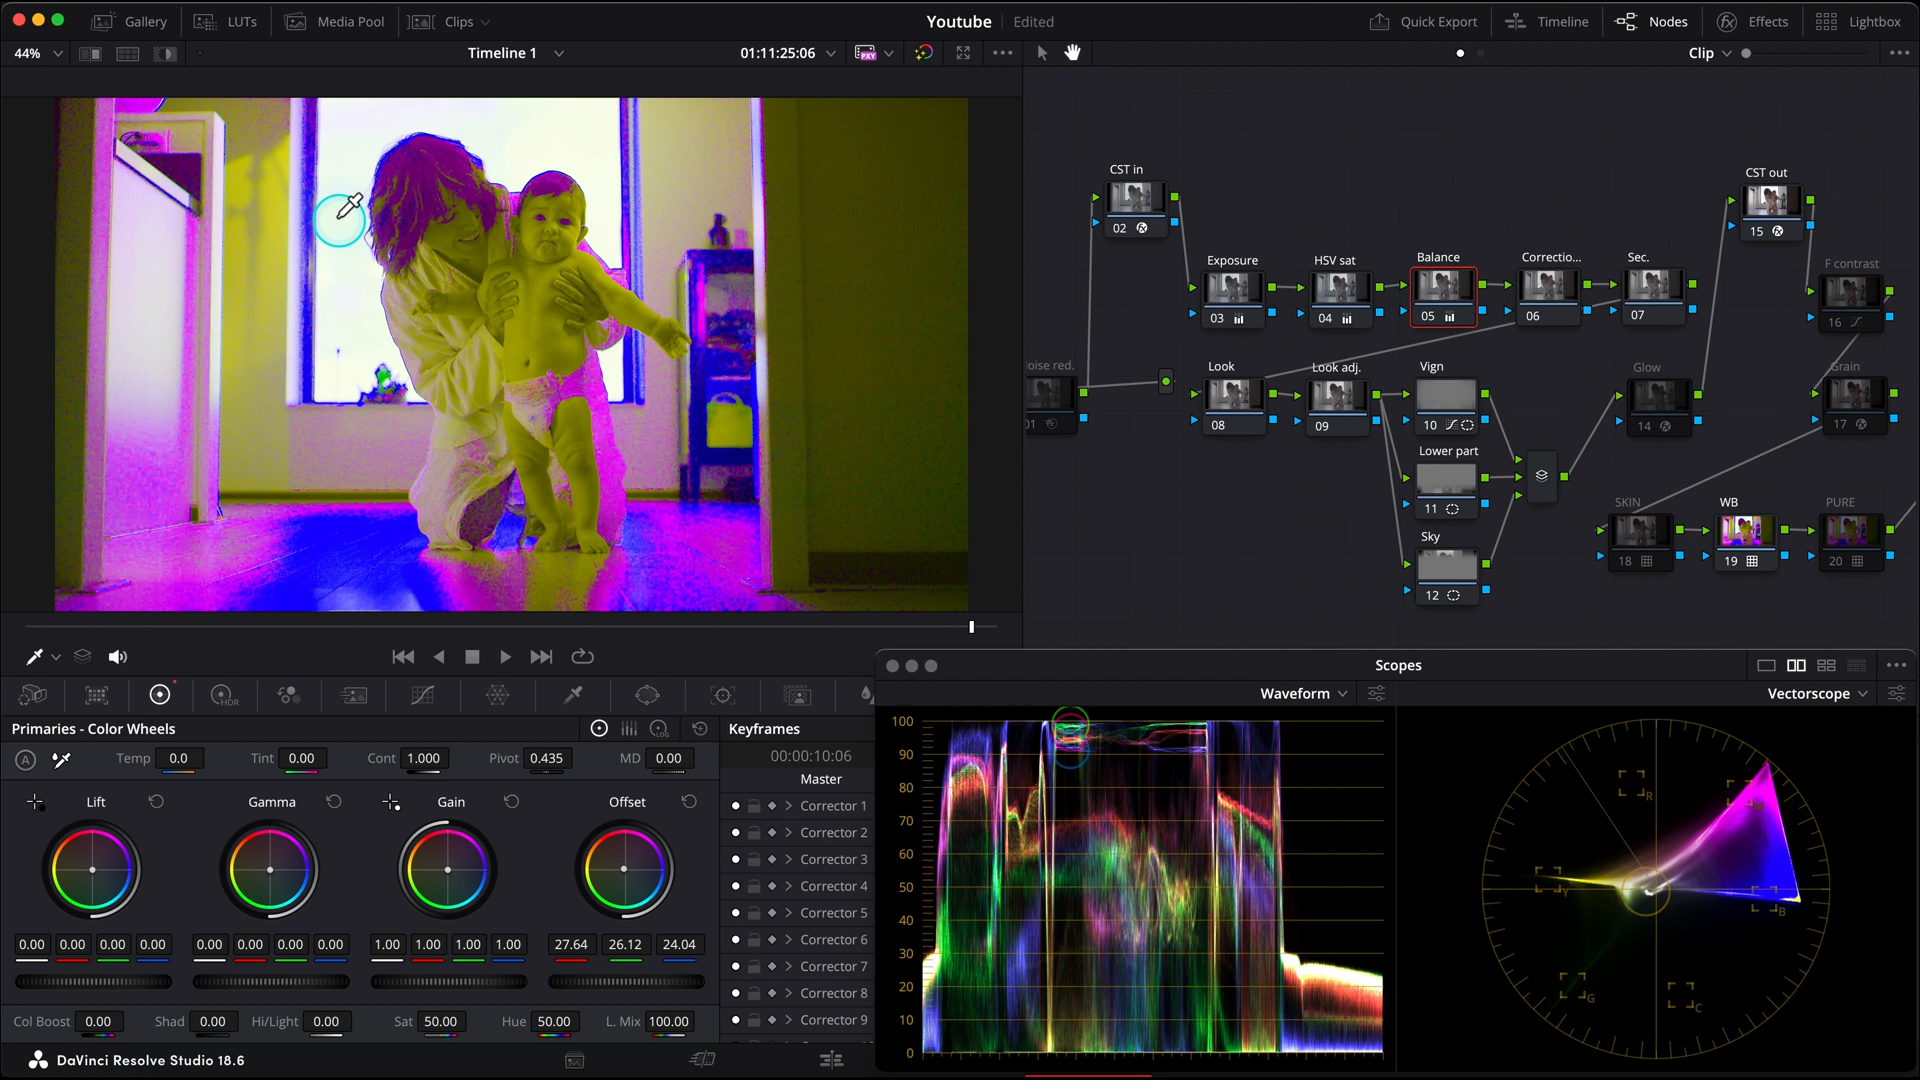 Gallery LUTs Media Pool Clips Youtube Edited Quick Export Timeline Nodes fx Effects Lightbox
44% Timeline 1 01:11:25:06 PXY Clip
CST in
02
CST out
15
Exposure
03
HSV sat
04
Balance
05
Correctio...
06
Sec.
07
F contrast
16
oise red.
01
Look
08
Look adj.
09
Vign
10
Glow
14
Grain
17
Lower part
11
Sky
12
SKIN
18
WB
19
PURE
20
HDR
Primaries - Color Wheels
LOG
A Temp 0.0 Tint 0.00 Cont 1.000 Pivot 0.435 MD 0.00
Lift Gamma Gain Offset
0.00 0.00 0.00 0.00 0.00 0.00 0.00 0.00 1.00 1.00 1.00 1.00 27.64 26.12 24.04
Col Boost 0.00 Shad 0.00 Hi/Light 0.00 Sat 50.00 Hue 50.00 L. Mix 100.00
DaVinci Resolve Studio 18.6
Keyframes
00:00:10:06
Master
Corrector 1
Corrector 2
Corrector 3
Corrector 4
Corrector 5
Corrector 6
Corrector 7
Corrector 8
Corrector 9
Scopes
Waveform
100
90
80
70
60
50
40
30
20
10
0
Vectorscope
R
Y
B
G
C